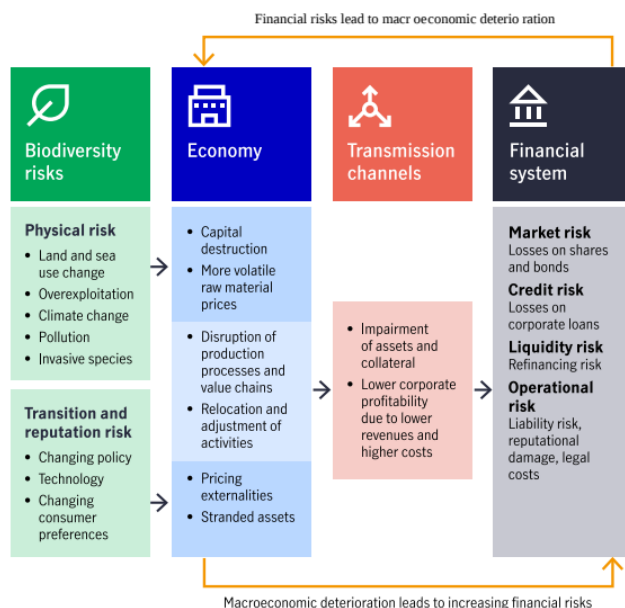 Financial risks lead to macr oeconomic deterio ration
Biodiversity
risks
Economy
Transmission
channels
Financial
system
Physical risk
• Land and sea
use change
• Overexploitation
• Climate change
• Pollution
• Invasive species
Transition and
reputation risk
• Changing policy
• Technology
• Changing
consumer
preferences
• Capital
destruction
• More volatile
raw material
prices
• Disruption of
production
processes and
value chains
• Relocation and
adjustment of
activities
• Pricing
externalities
• Stranded assets
• Impairment
of assets and
collateral
• Lower corporate
profitability
due to lower
revenues and
higher costs
Market risk
Losses on shares
and bonds
Credit risk
Losses on
corporate loans
Liquidity risk
Refinancing risk
Operational
risk
Liability risk,
reputational
damage, legal
costs
Macroeconomic deterioration leads to increasing financial risks